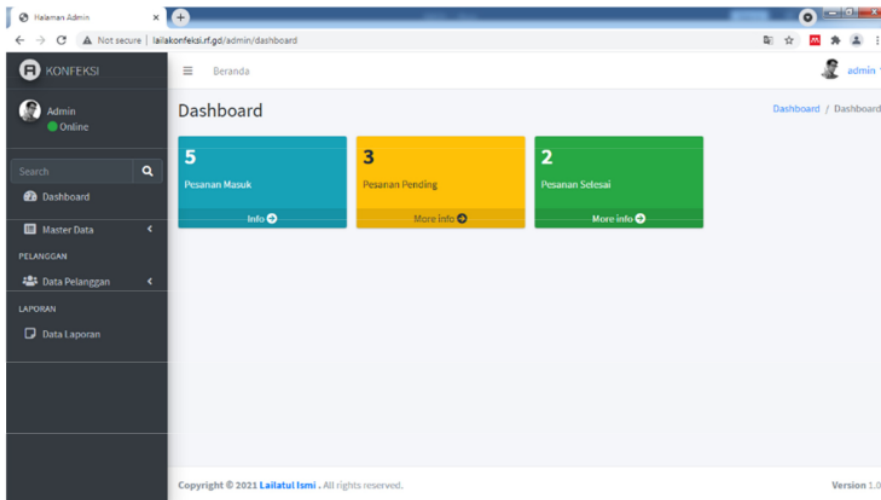 Halaman Admin
Not secure | lailakonfeksi.rf.gd/admin/dashboard
KONFEKSI
Beranda
admin
Admin
Online
Dashboard
Dashboard / Dashboard
Search
Dashboard
Master Data
PELANGGAN
Data Pelanggan
LAPORAN
Data Laporan
5
Pesanan Masuk
Info
3
Pesanan Pending
More info
2
Pesanan Selesai
More info
Copyright © 2021 Lailatul Ismi . All rights reserved.
Version 1.0